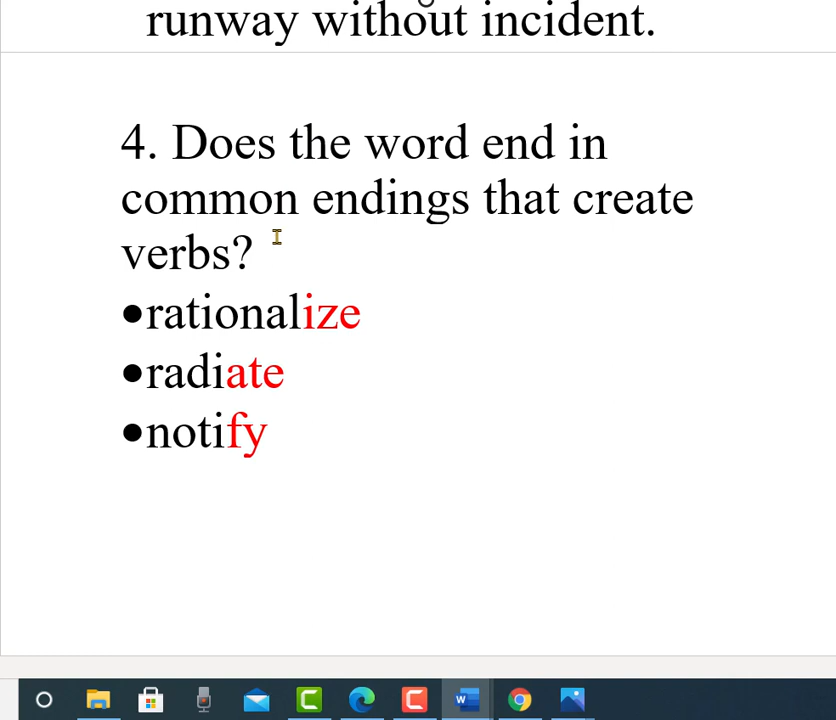 runway without incident.
4. Does the word end in
common endings that create
verbs?
•rationalize
•radiate
•notify